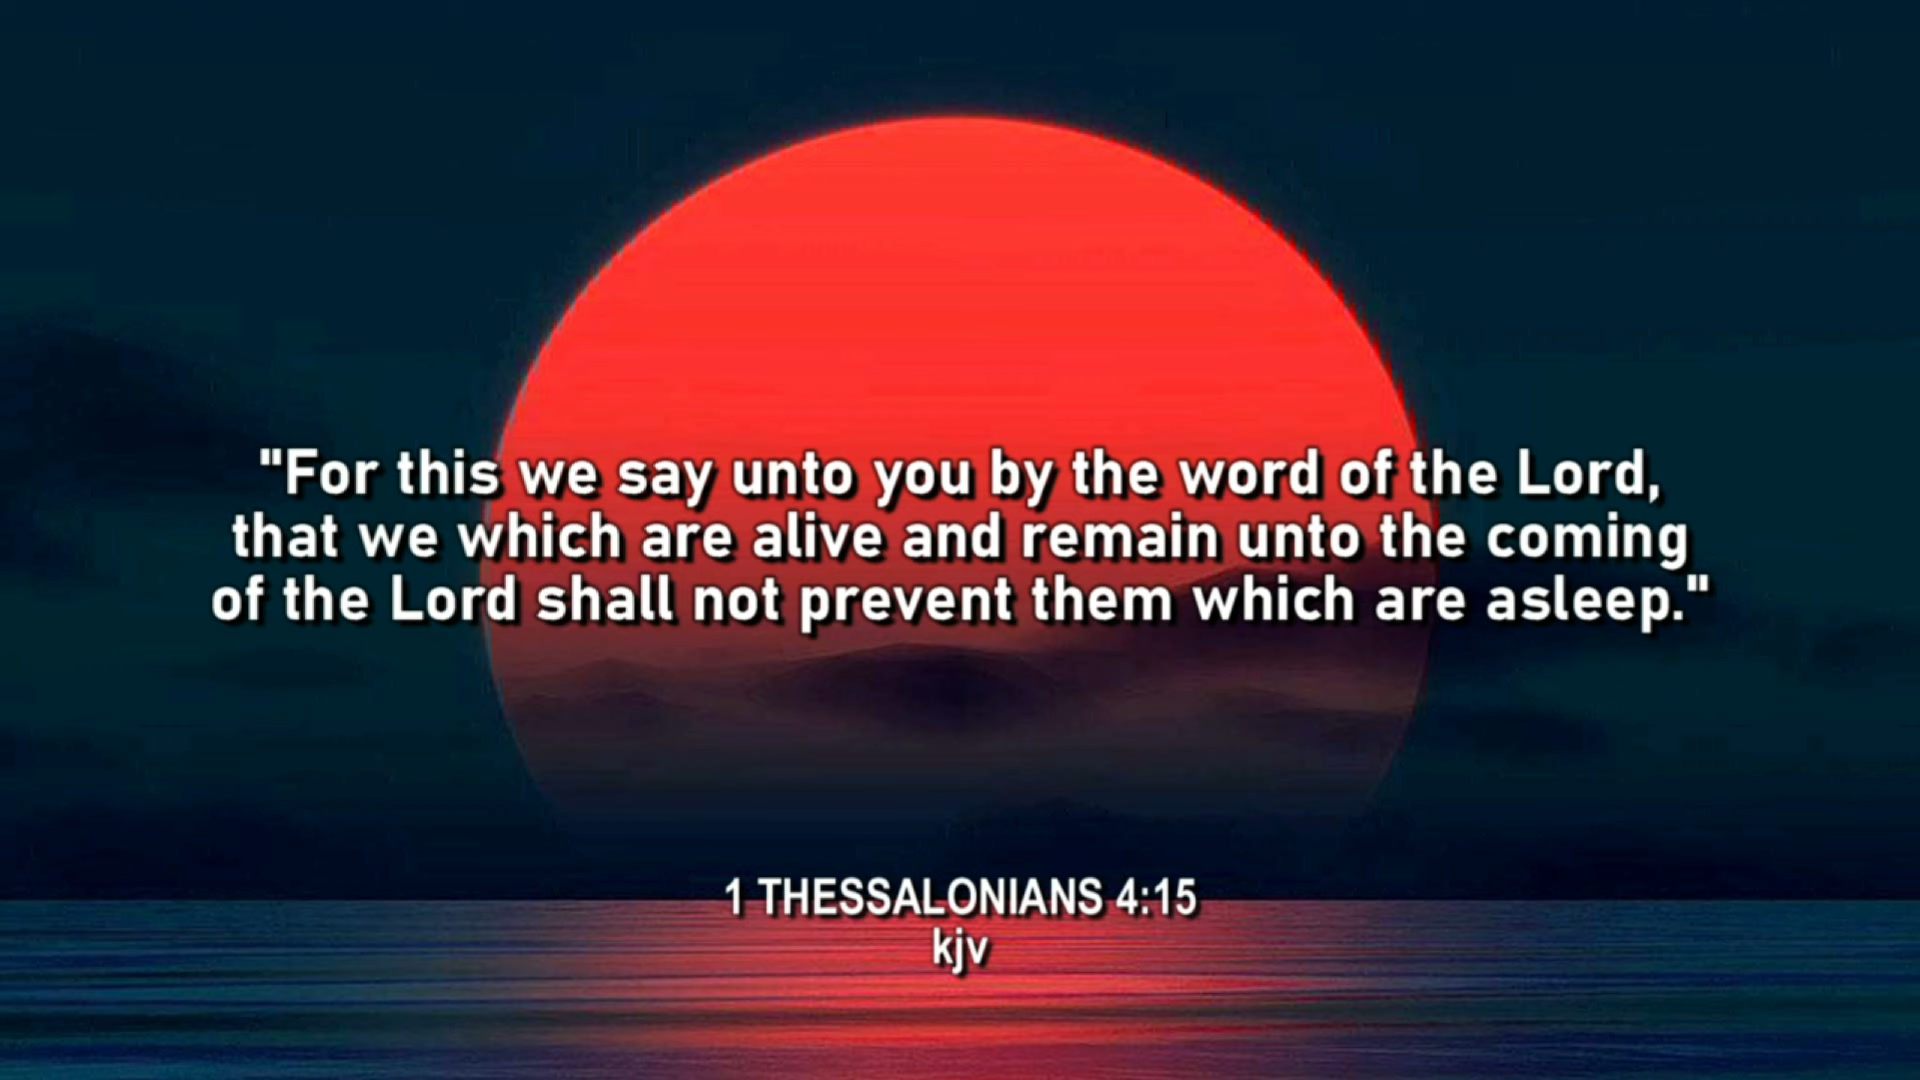 "For this we say unto you by the word of the Lord,
that we which are alive and remain unto the coming
of the Lord shall not prevent them which are asleep."
1 THESSALONIANS 4:15
kjv